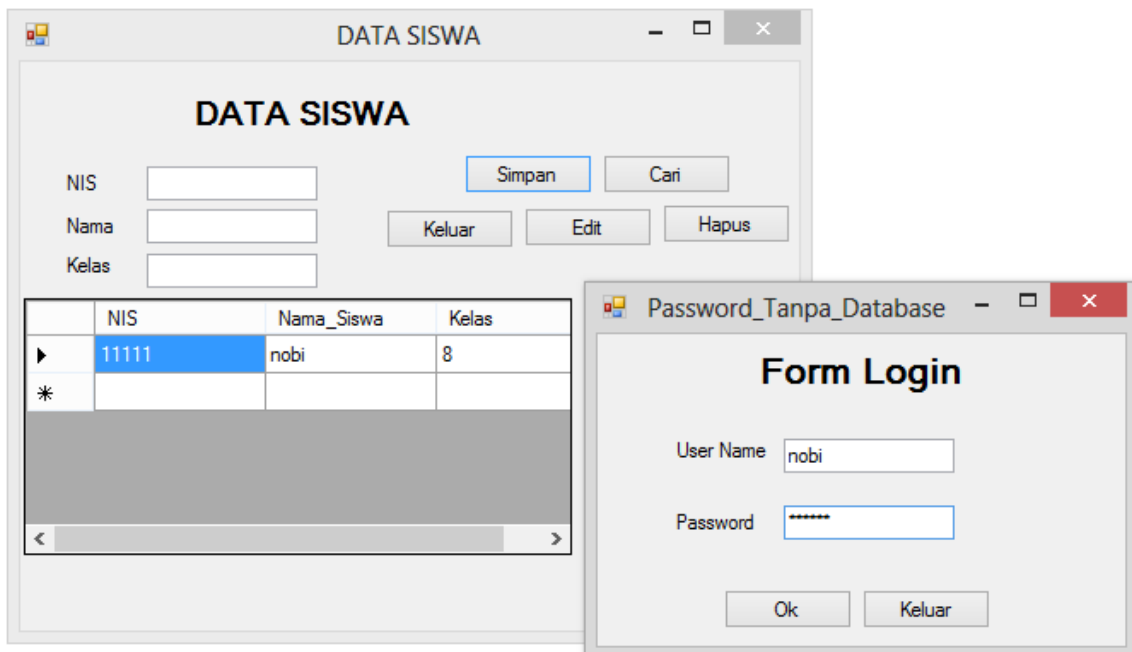 DATA SISWA
DATA SISWA
Simpan Cari
NIS
Keluar Edit Hapus
Nama
Kelas
NIS Nama_Siswa Kelas
11111 nobi 8
Password_Tanpa_Database
Form Login
User Name nobi
Password ******
Ok Keluar